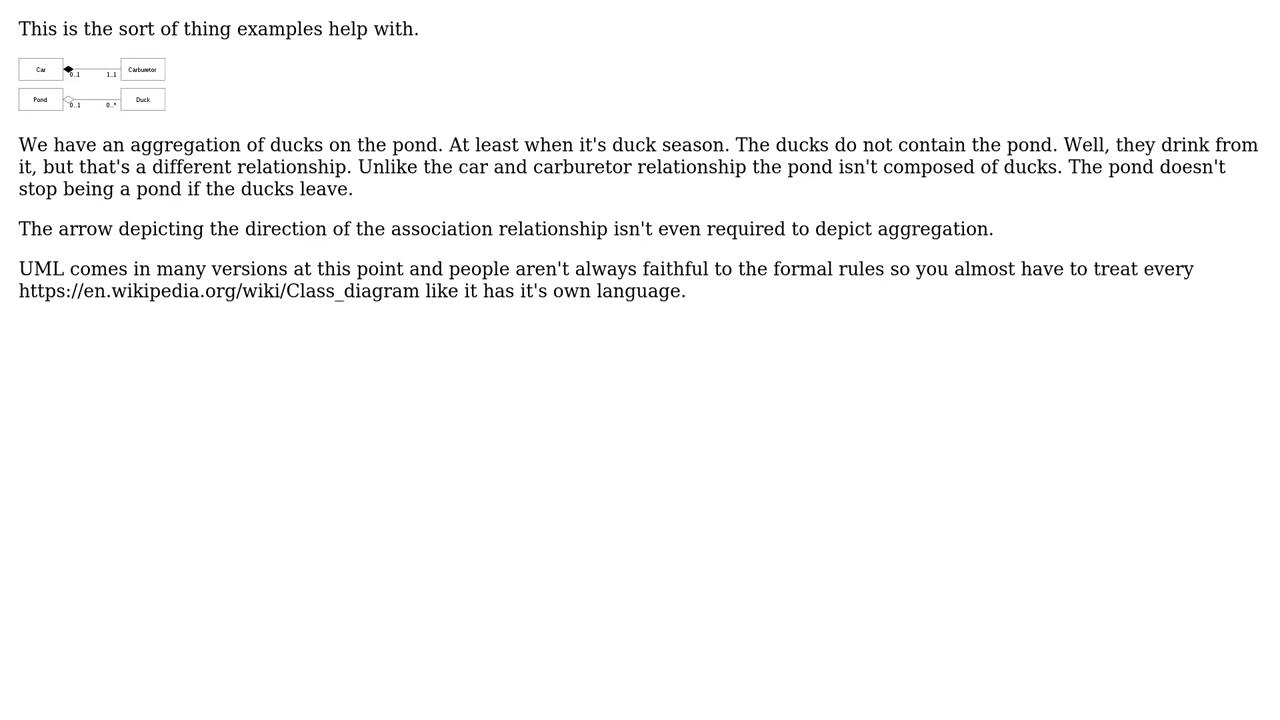 This is the sort of thing examples help with.
Car 0..1 1..1 Carburetor
Pond 0..1 0..* Duck
We have an aggregation of ducks on the pond. At least when it's duck season. The ducks do not contain the pond. Well, they drink from
it, but that's a different relationship. Unlike the car and carburetor relationship the pond isn't composed of ducks. The pond doesn't
stop being a pond if the ducks leave.
The arrow depicting the direction of the association relationship isn't even required to depict aggregation.
UML comes in many versions at this point and people aren't always faithful to the formal rules so you almost have to treat every
https://en.wikipedia.org/wiki/Class_diagram like it has it's own language.